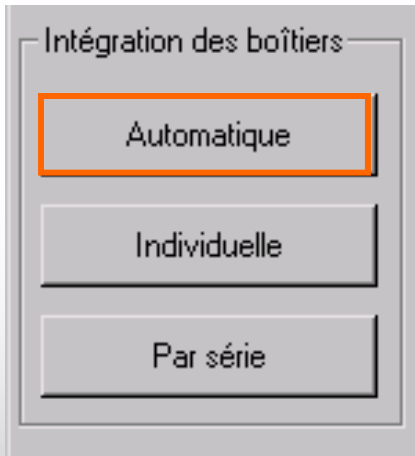 Intégration des boîtiers
Automatique
Individuelle
Par série